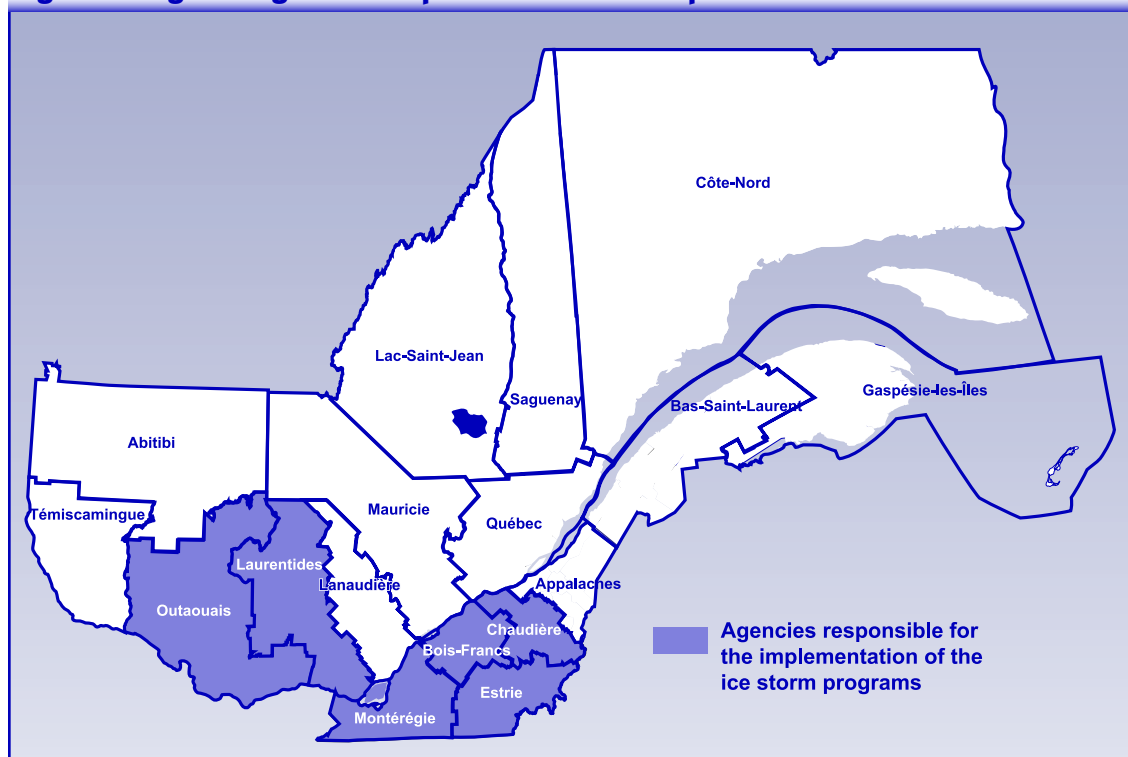 Côte-Nord
Lac-Saint-Jean
Saguenay
Gaspésie-les-Îles
Bas-Saint-Laurent
Abitibi
Témiscamingue
Mauricie
Québec
Laurentides
Lanaudière
Appalaches
Outaouais
Chaudière
Bois-Francs
Estrie
Montérégie
Agencies responsible for
the implementation of the
ice storm programs